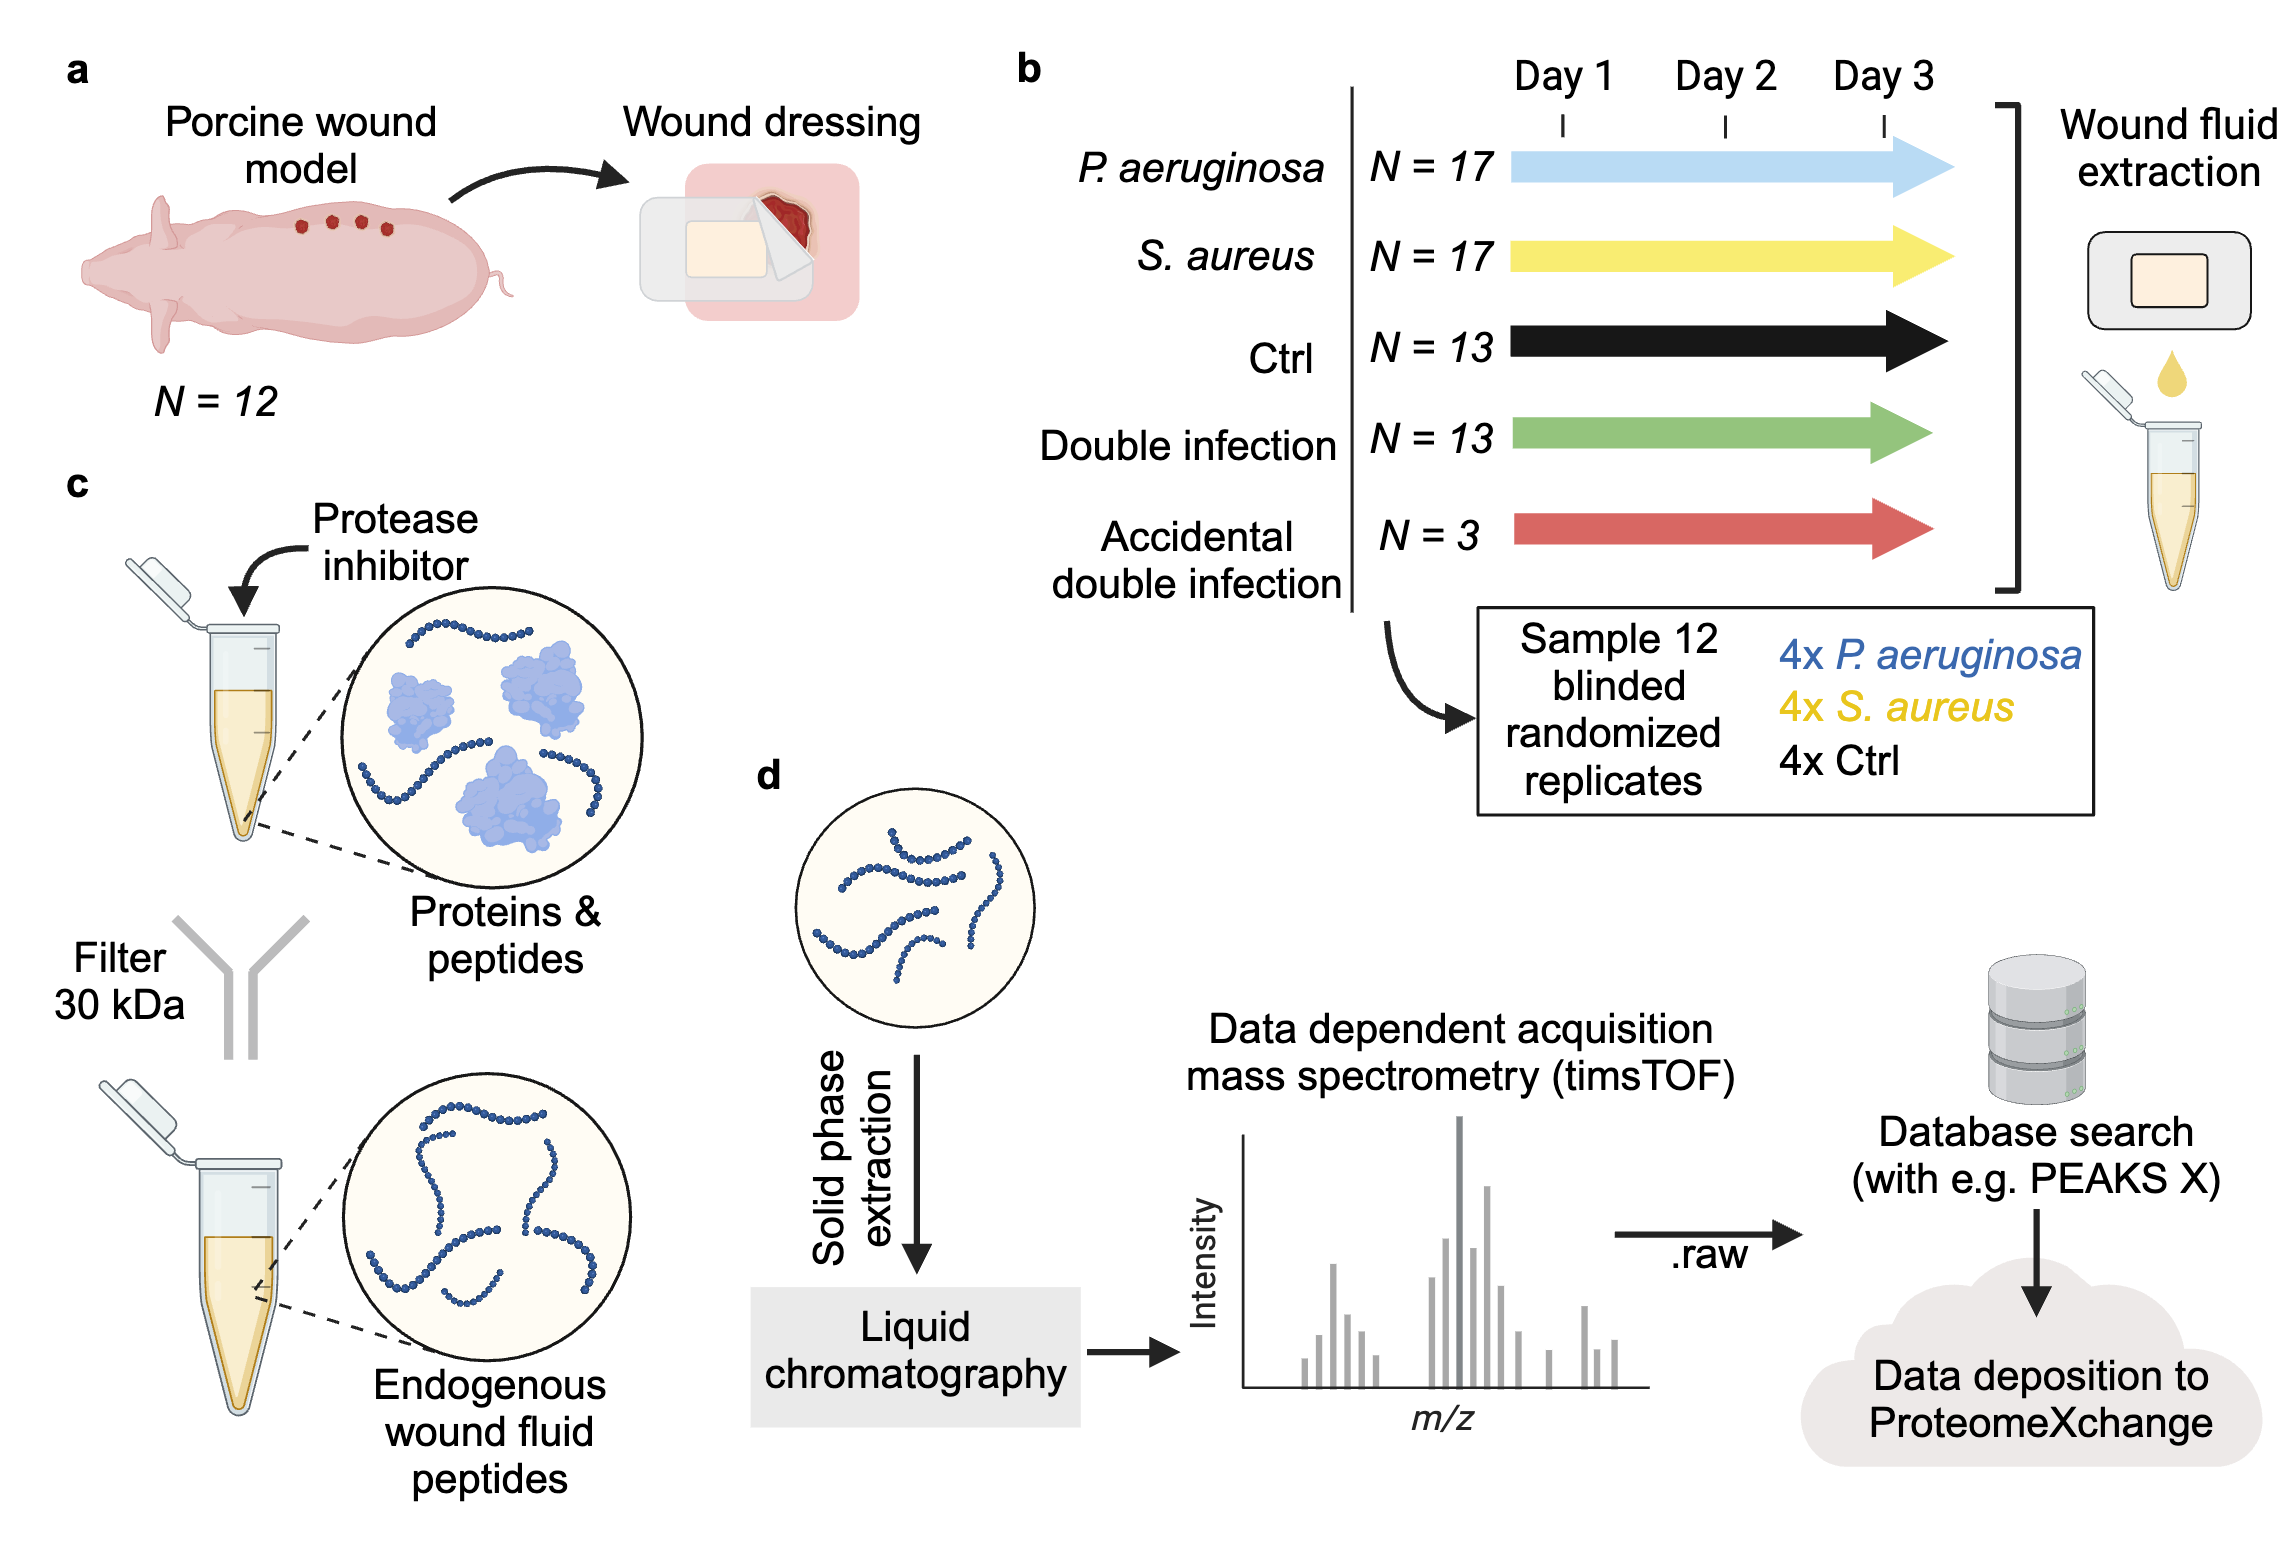 a
Porcine wound
model
Wound dressing
N = 12
b
Day 1 Day 2 Day 3
P. aeruginosa N = 17
S. aureus N = 17
Ctrl N = 13
Double infection N = 13
Accidental
double infection
N = 3
Wound fluid
extraction
Sample 12
blinded
randomized
replicates
4x P. aeruginosa
4x S. aureus
4x Ctrl
c
Protease
inhibitor
Proteins &
peptides
Filter
30 kDa
Endogenous
wound fluid
peptides
d
Solid phase
extraction
Liquid
chromatography
Data dependent acquisition
mass spectrometry (timsTOF)
Intensity
m/z
.raw
Database search
(with e.g. PEAKS X)
Data deposition to
ProteomeXchange